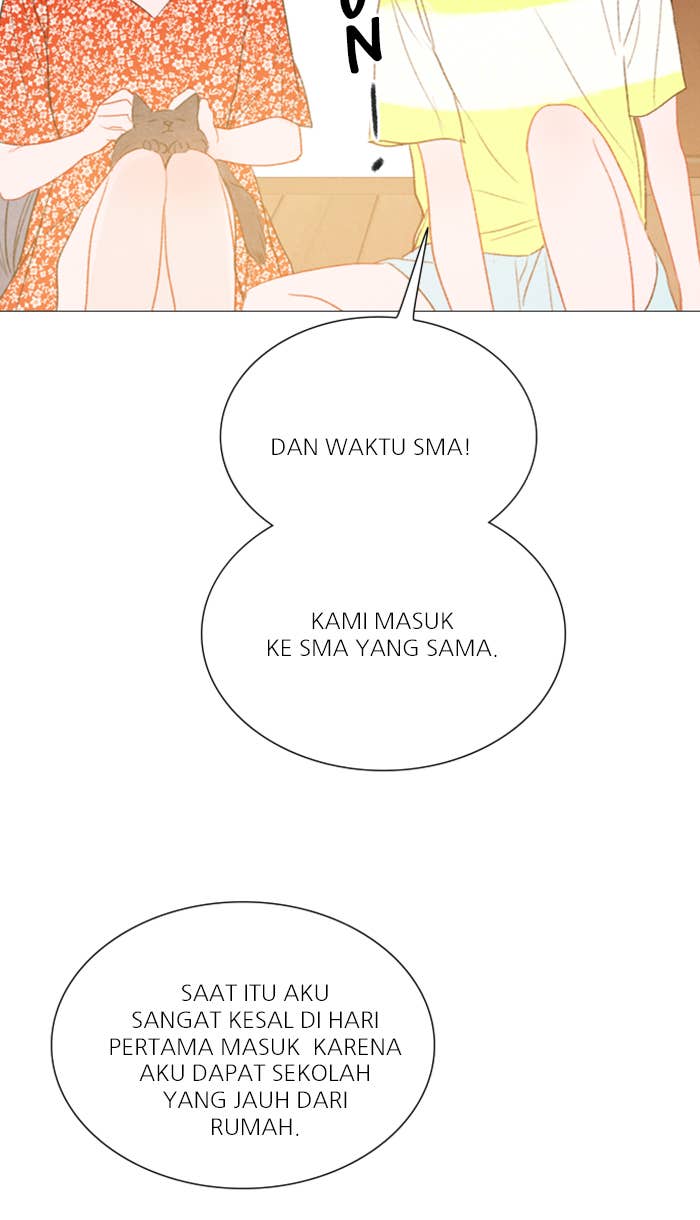 DAN WAKTU SMA!
KAMI MASUK
KE SMA YANG SAMA.
SAAT ITU AKU
SANGAT KESAL DI HARI
PERTAMA MASUK KARENA
AKU DAPAT SEKOLAH
YANG JAUH DARI
RUMAH.